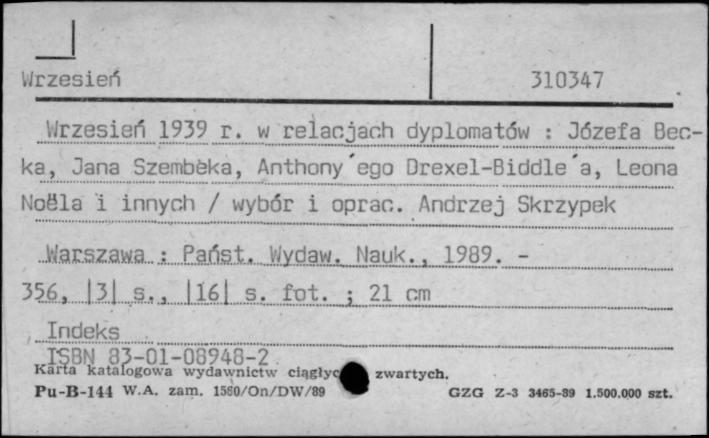 Wrzesień 310347
Wrzesień 1939 r. w relacjach dyplomatów : Józefa Bec-
ka, Jana Szembeka, Anthony´ego Drexel-Biddle´a, Leona
Noëla i innych / wybór i oprac. Andrzej Skrzypek
Warszawa : Państ. Wydaw. Nauk., 1989. -
356, |3| s., |16| s. fot. ; 21 cm
Indeks
ISBN 83-01-08948-2
Karta katalogowa wydawnictw zwartych.
Pu-B-144 W.A. zam. 1560/On/DW/89 GZG Z-3 3465-89 1.500.000 szt.